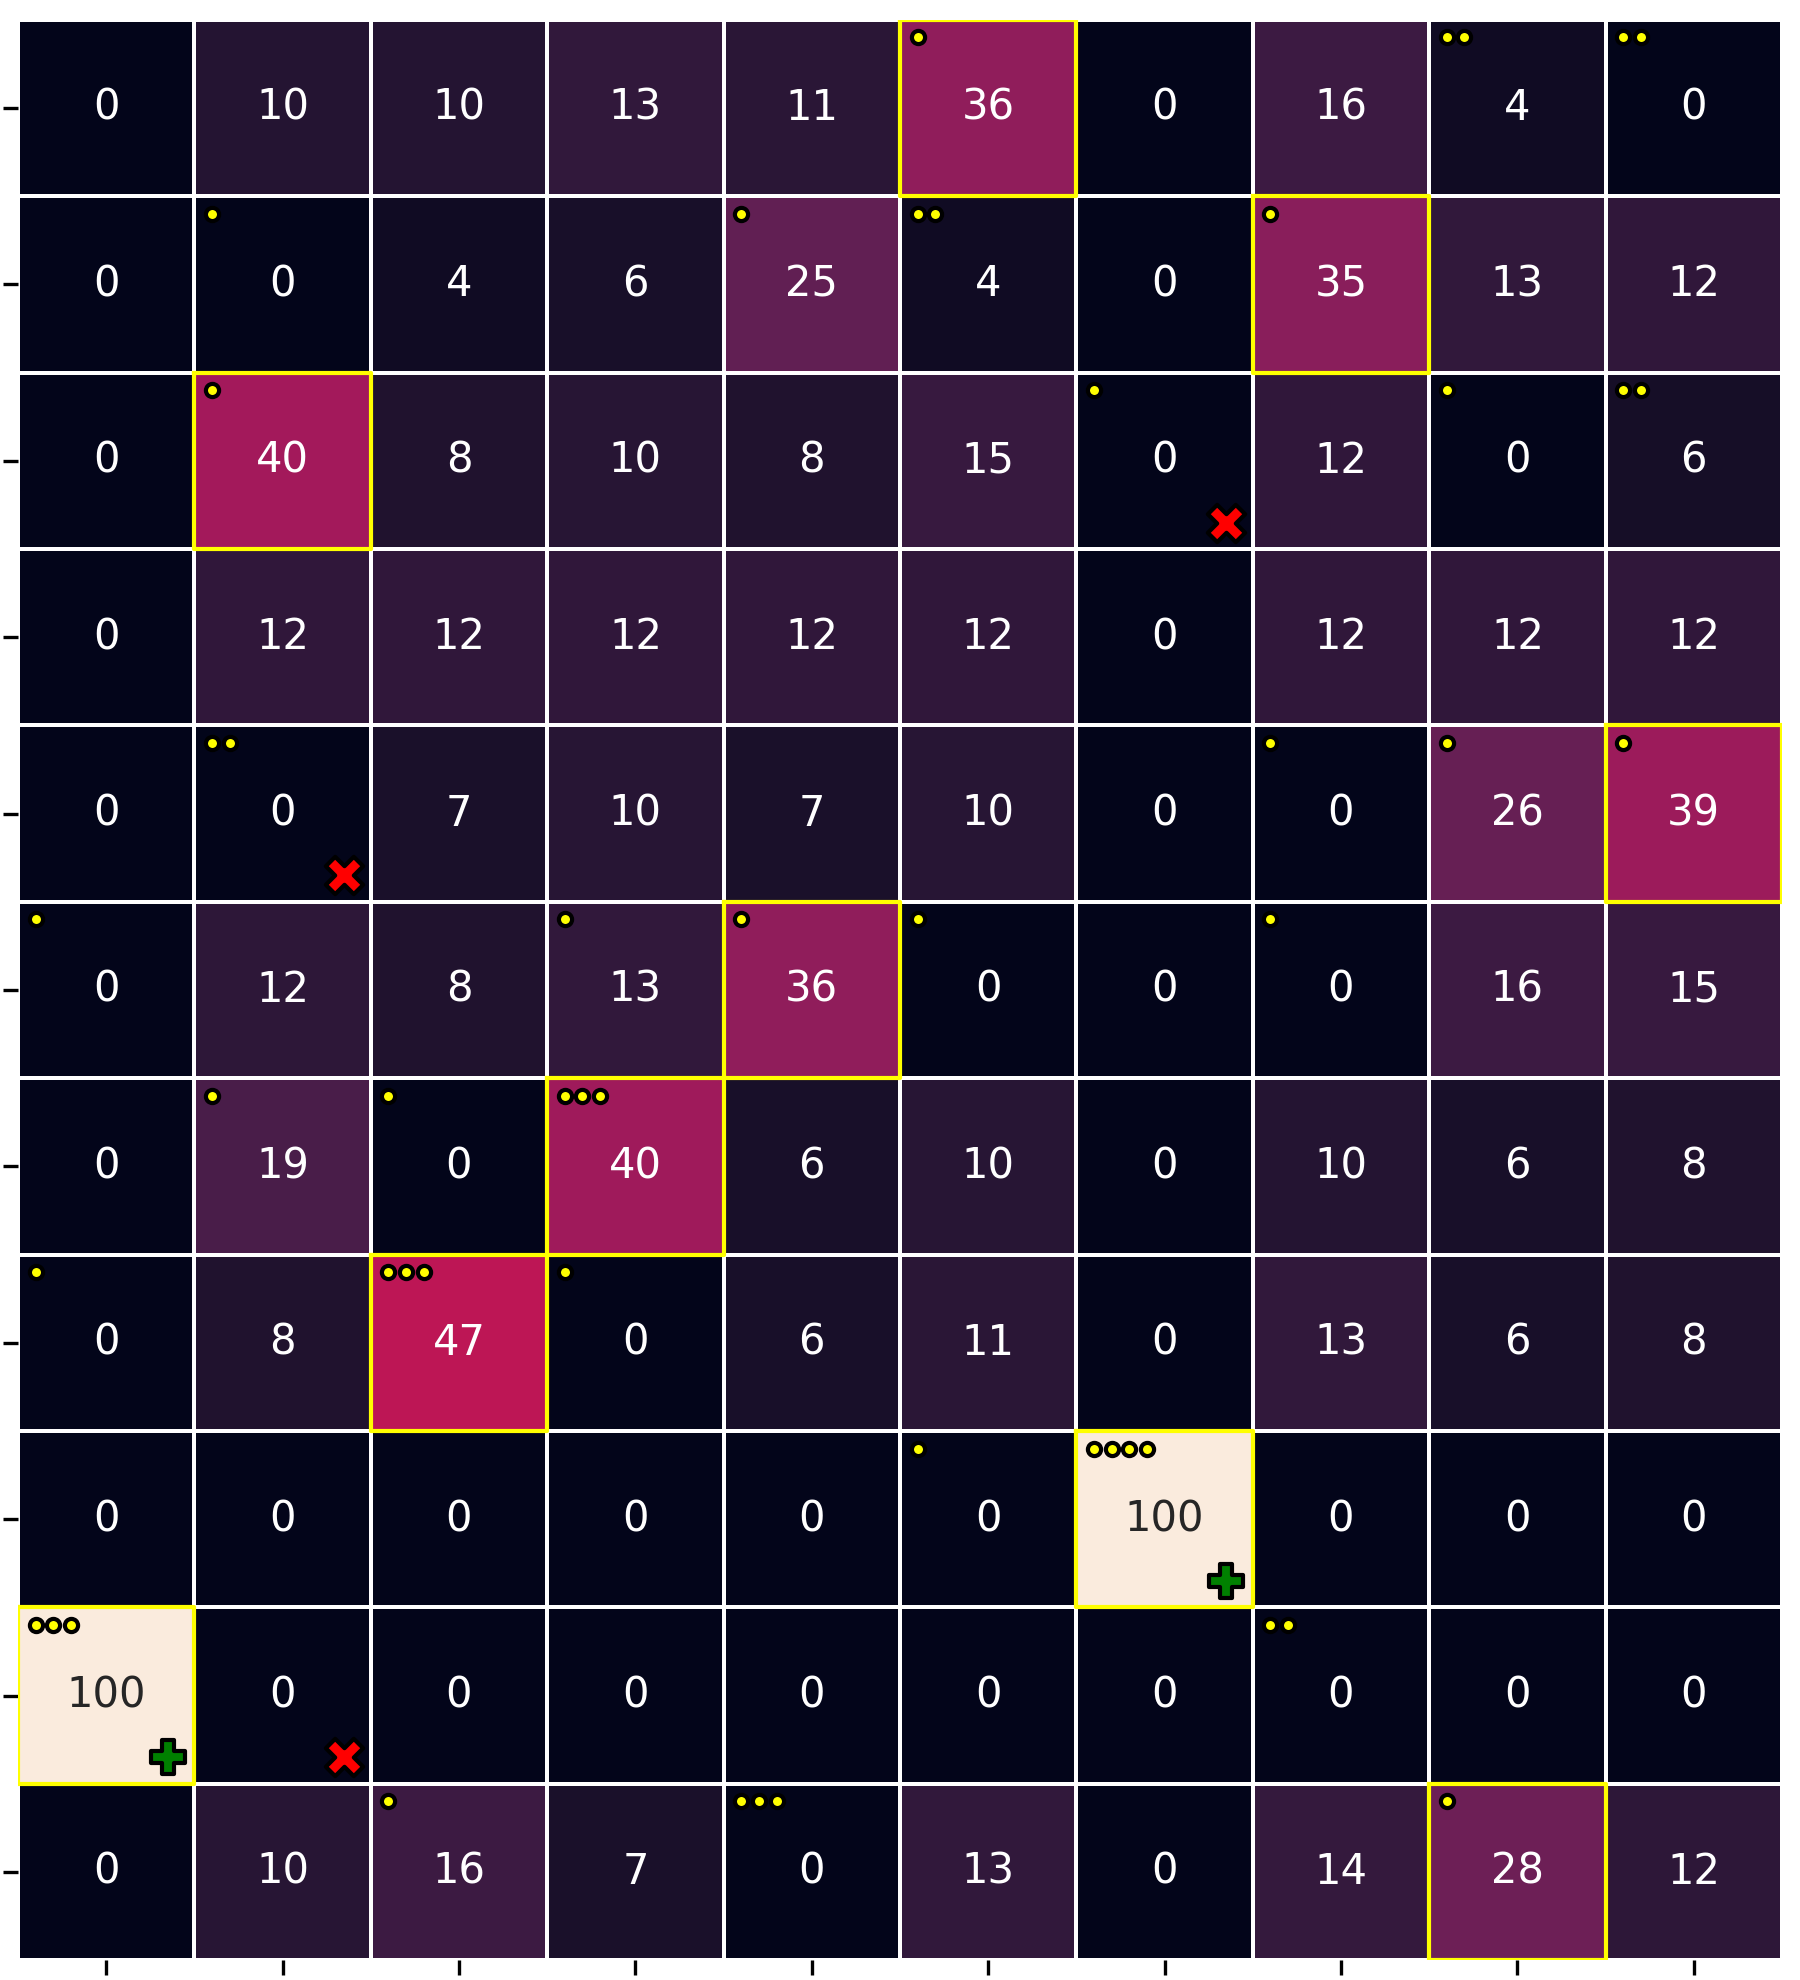 0 10 10 13 11 36 0 16 4 0
0 0 4 6 25 4 0 35 13 12
0 40 8 10 8 15 0 12 0 6
0 12 12 12 12 12 0 12 12 12
0 0 7 10 7 10 0 0 26 39
0 12 8 13 36 0 0 0 16 15
0 19 0 40 6 10 0 10 6 8
0 8 47 0 6 11 0 13 6 8
0 0 0 0 0 0 100 0 0 0
100 0 0 0 0 0 0 0 0 0
0 10 16 7 0 13 0 14 28 12